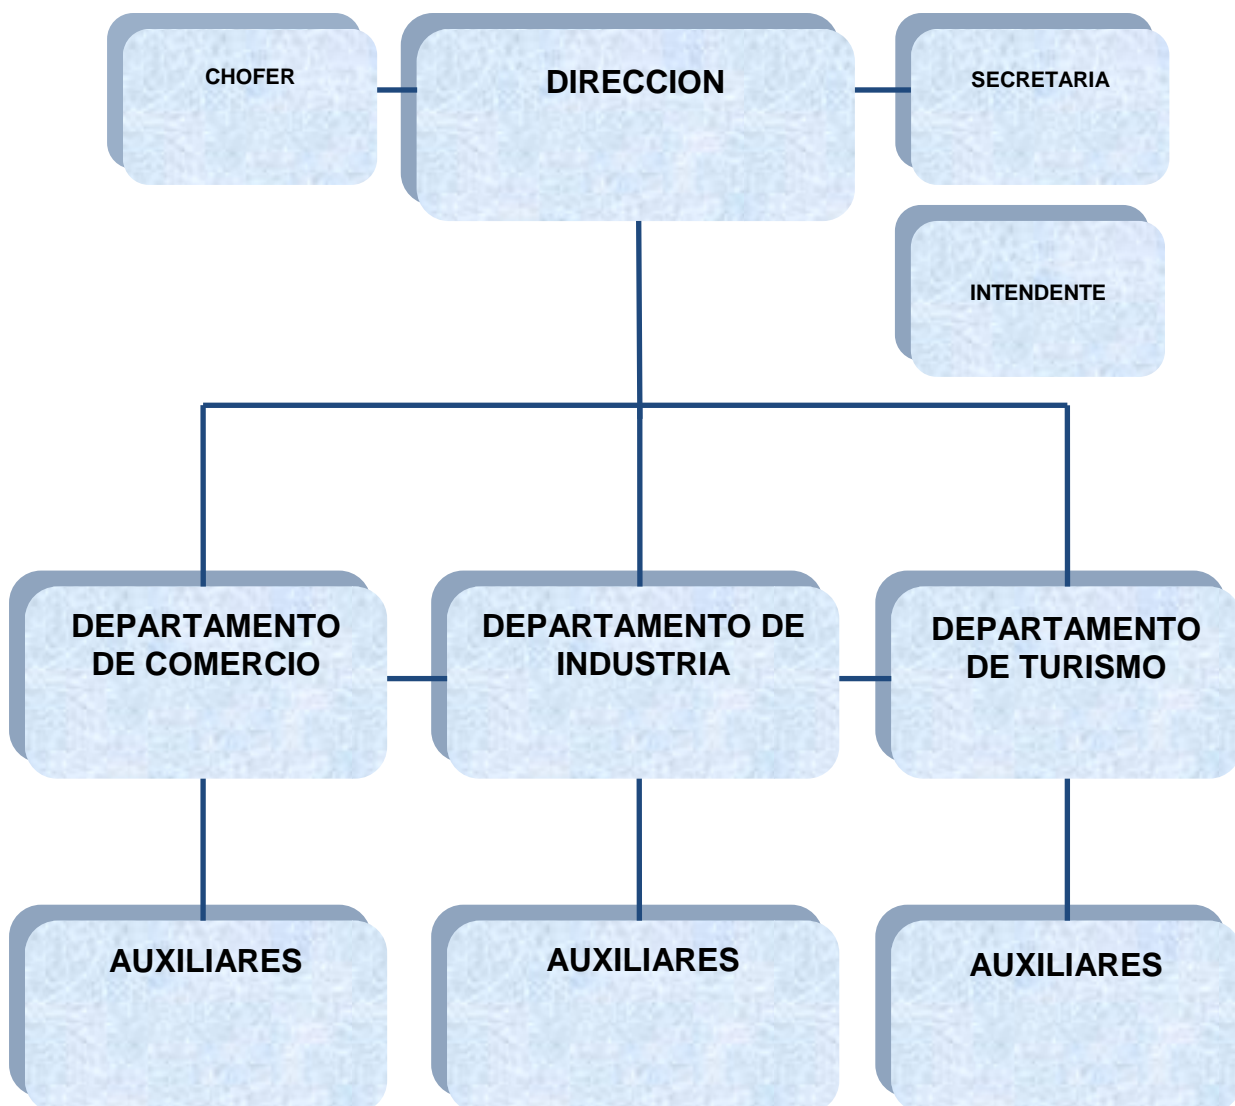 CHOFER
DIRECCION
SECRETARIA
INTENDENTE
DEPARTAMENTO
DE COMERCIO
DEPARTAMENTO DE
INDUSTRIA
DEPARTAMENTO
DE TURISMO
AUXILIARES
AUXILIARES
AUXILIARES